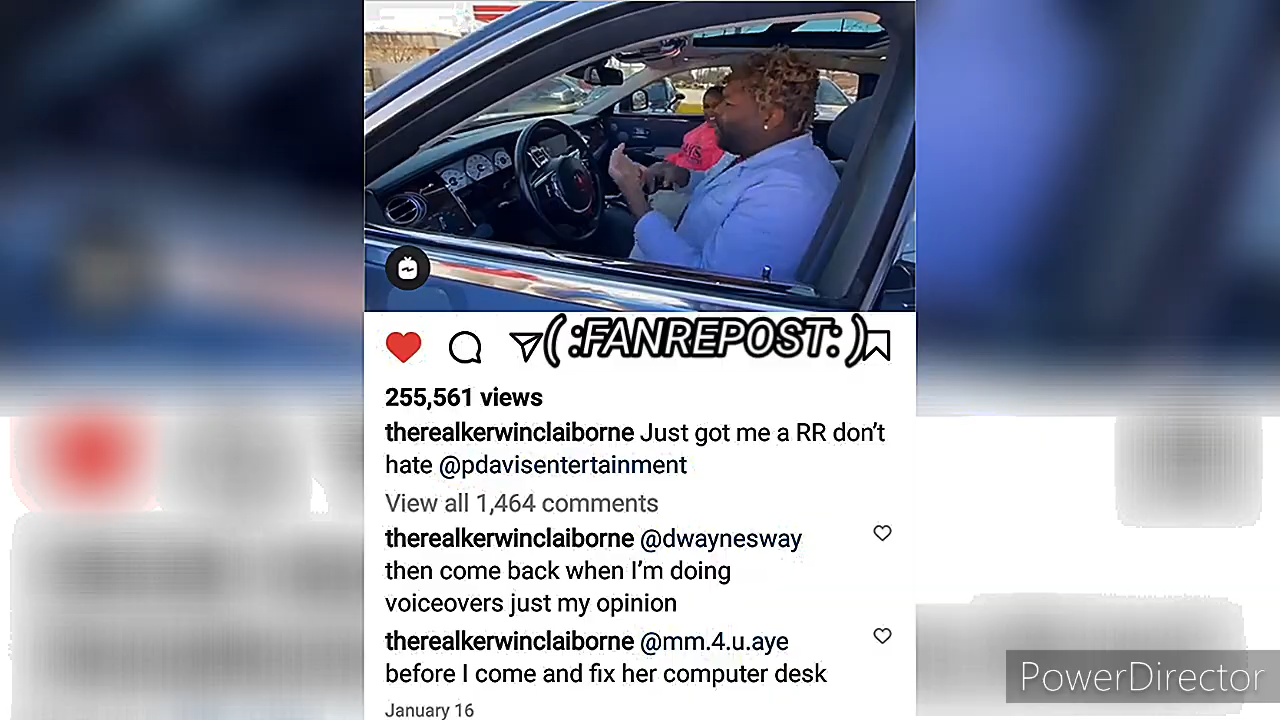 ( :FANREPOST: )
255,561 views
therealkerwinclaiborne Just got me a RR don't
hate @pdavisentertainment
View all 1,464 comments
therealkerwinclaiborne @dwaynesway
then come back when I'm doing
voiceovers just my opinion
therealkerwinclaiborne @mm.4.u.aye
before I come and fix her computer desk
January 16
PowerDirector